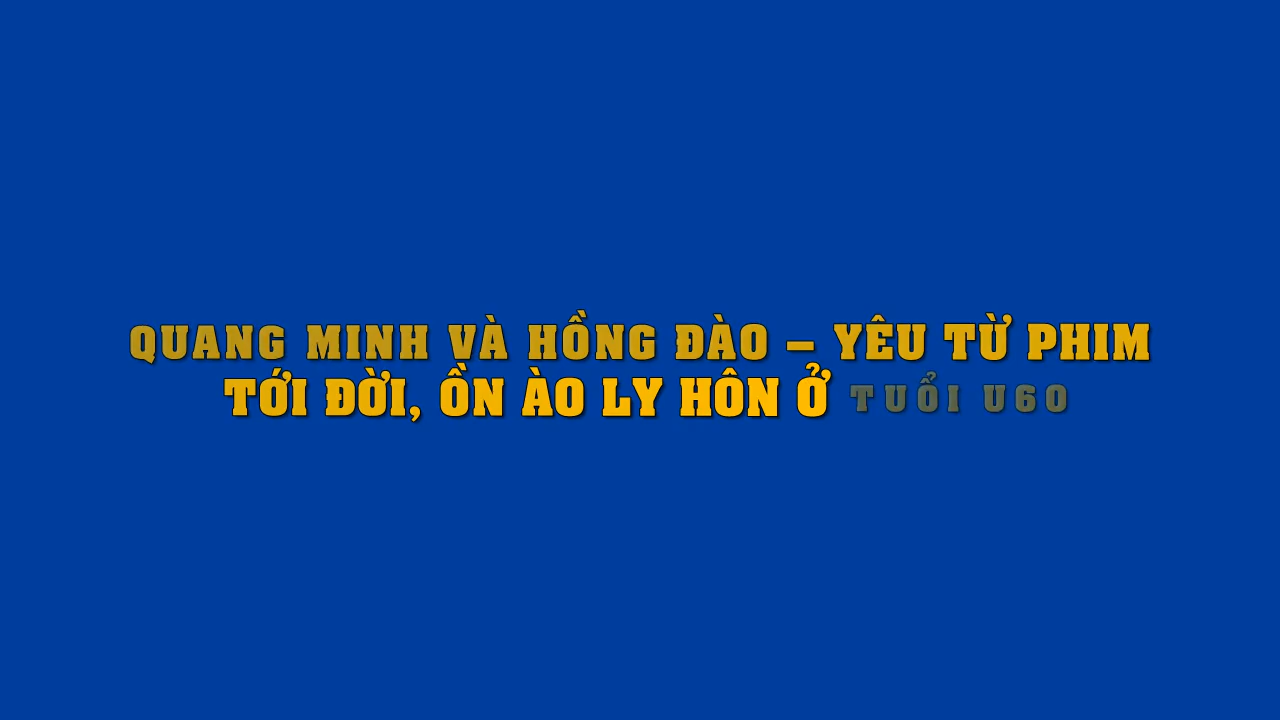 QUANG MINH VÀ HỒNG ĐÀO – YÊU TỪ PHIM
TỚI ĐỜI, ỒN ÀO LY HÔN Ở TUỔI U60